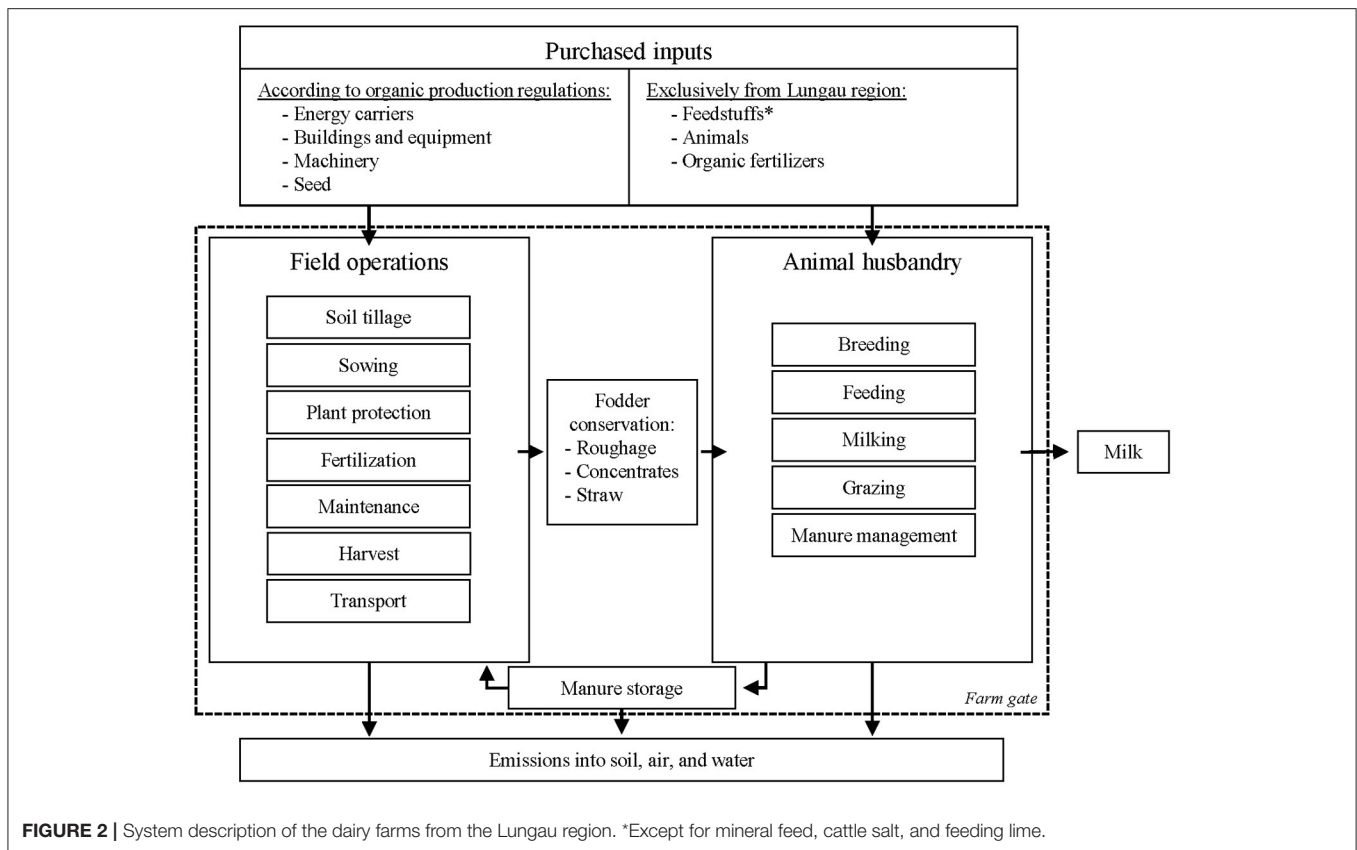 Purchased inputs
According to organic production regulations:
- Energy carriers
- Buildings and equipment
- Machinery
- Seed
Exclusively from Lungau region:
- Feedstuffs*
- Animals
- Organic fertilizers
Field operations
Soil tillage
Sowing
Plant protection
Fertilization
Maintenance
Harvest
Transport
Fodder
conservation:
- Roughage
- Concentrates
- Straw
Animal husbandry
Breeding
Feeding
Milking
Grazing
Manure management
Milk
Manure storage
Farm gate
Emissions into soil, air, and water
FIGURE 2 | System description of the dairy farms from the Lungau region. *Except for mineral feed, cattle salt, and feeding lime.